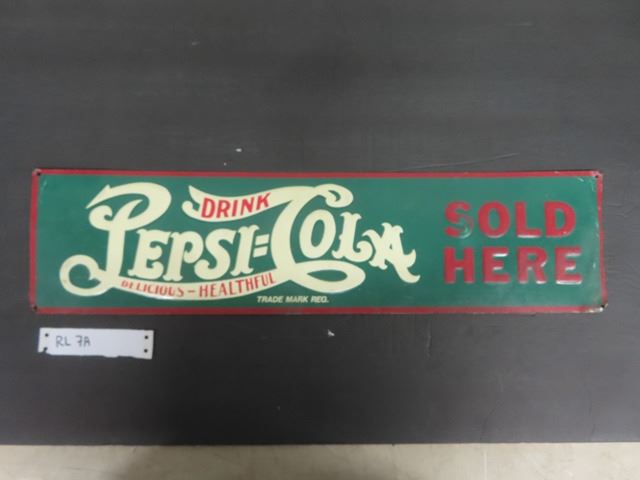 DRINK
PEPSI=COLA
DELICIOUS - HEALTHFUL
TRADE MARK REG.
SOLD
HERE
RL 7A